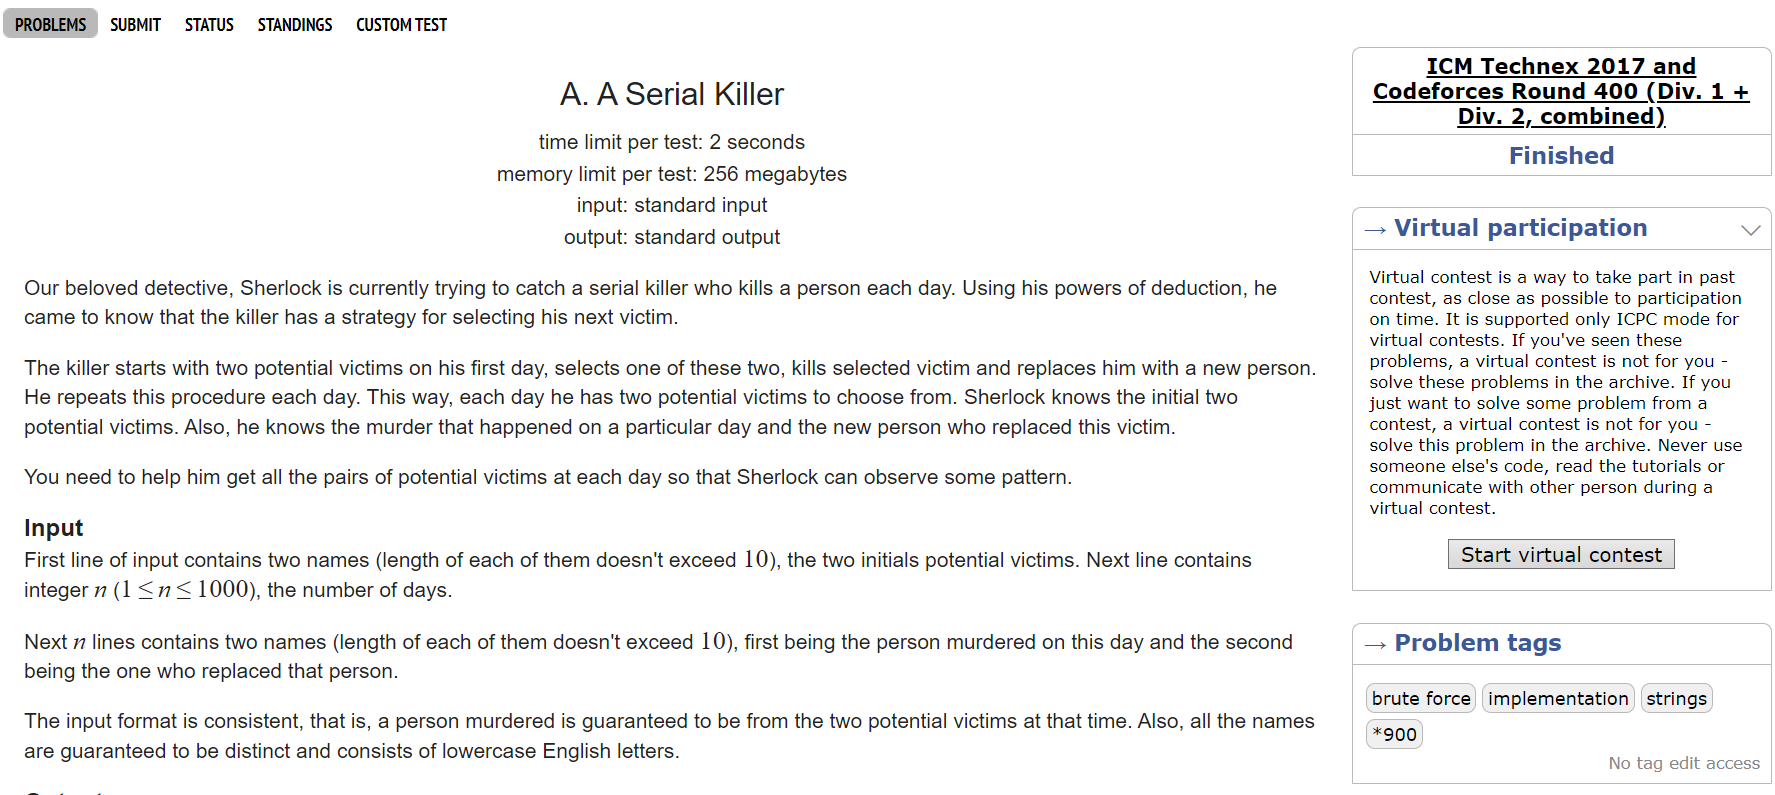 PROBLEMS SUBMIT STATUS STANDINGS CUSTOM TEST
A. A Serial Killer
time limit per test: 2 seconds
memory limit per test: 256 megabytes
input: standard input
output: standard output
Our beloved detective, Sherlock is currently trying to catch a serial killer who kills a person each day. Using his powers of deduction, he
came to know that the killer has a strategy for selecting his next victim.
The killer starts with two potential victims on his first day, selects one of these two, kills selected victim and replaces him with a new person.
He repeats this procedure each day. This way, each day he has two potential victims to choose from. Sherlock knows the initial two
potential victims. Also, he knows the murder that happened on a particular day and the new person who replaced this victim.
You need to help him get all the pairs of potential victims at each day so that Sherlock can observe some pattern.
Input
First line of input contains two names (length of each of them doesn't exceed 10), the two initials potential victims. Next line contains
integer n (1 ≤ n ≤ 1000), the number of days.
Next n lines contains two names (length of each of them doesn't exceed 10), first being the person murdered on this day and the second
being the one who replaced that person.
The input format is consistent, that is, a person murdered is guaranteed to be from the two potential victims at that time. Also, all the names
are guaranteed to be distinct and consists of lowercase English letters.
ICM Technex 2017 and
Codeforces Round 400 (Div. 1 +
Div. 2, combined)
Finished
→ Virtual participation
Virtual contest is a way to take part in past
contest, as close as possible to participation
on time. It is supported only ICPC mode for
virtual contests. If you've seen these
problems, a virtual contest is not for you -
solve these problems in the archive. If you
just want to solve some problem from a
contest, a virtual contest is not for you -
solve this problem in the archive. Never use
someone else's code, read the tutorials or
communicate with other person during a
virtual contest.
Start virtual contest
→ Problem tags
brute force implementation strings
*900
No tag edit access